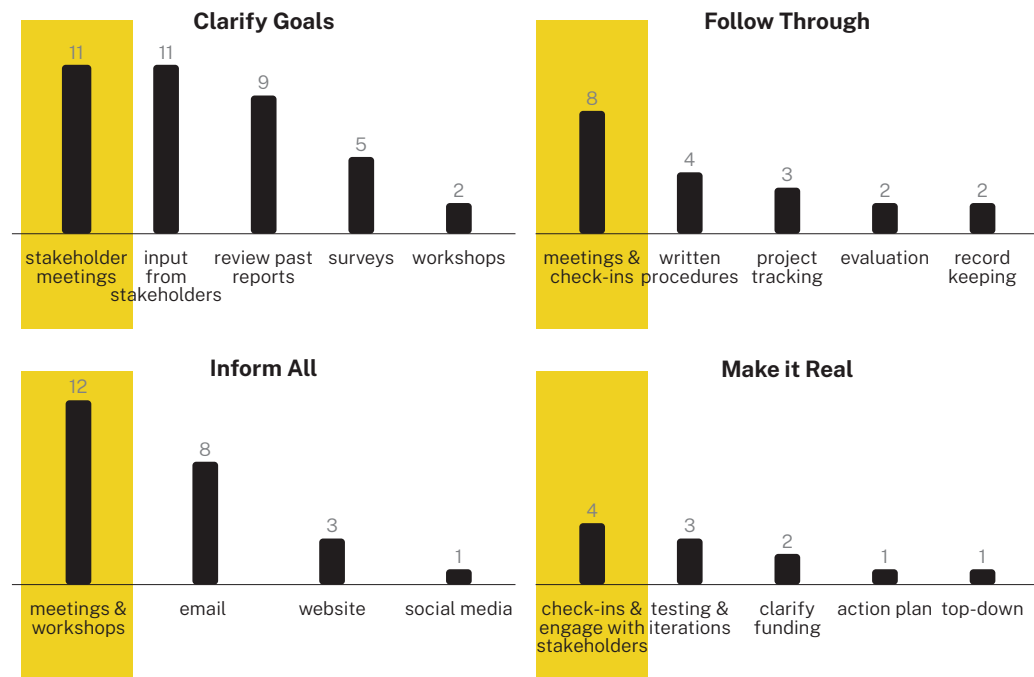 Clarify Goals
11
11
9
5
2
stakeholder
meetings
input
from
stakeholders
review past
reports
surveys
workshops
Follow Through
8
4
3
2
2
meetings &
check-ins
written
procedures
project
tracking
evaluation
record
keeping
Inform All
12
8
3
1
meetings &
workshops
email
website
social media
Make it Real
4
3
2
1
1
check-ins &
engage with
stakeholders
testing &
iterations
clarify
funding
action plan
top-down